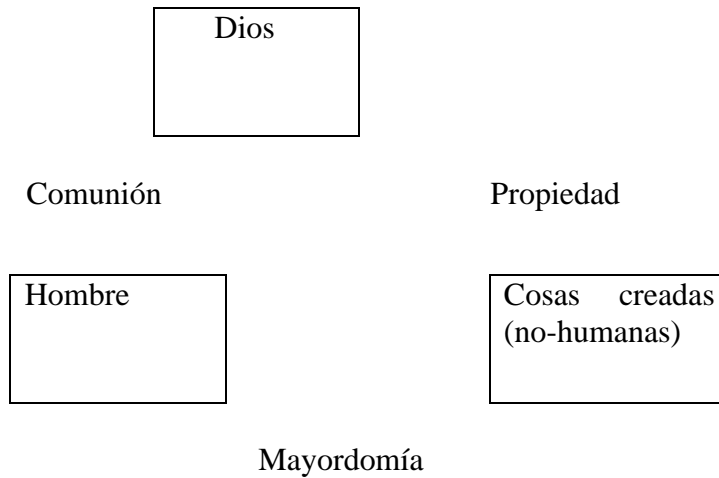 Dios
Comunión
Propiedad
Hombre
Cosas creadas
(no-humanas)
Mayordomía